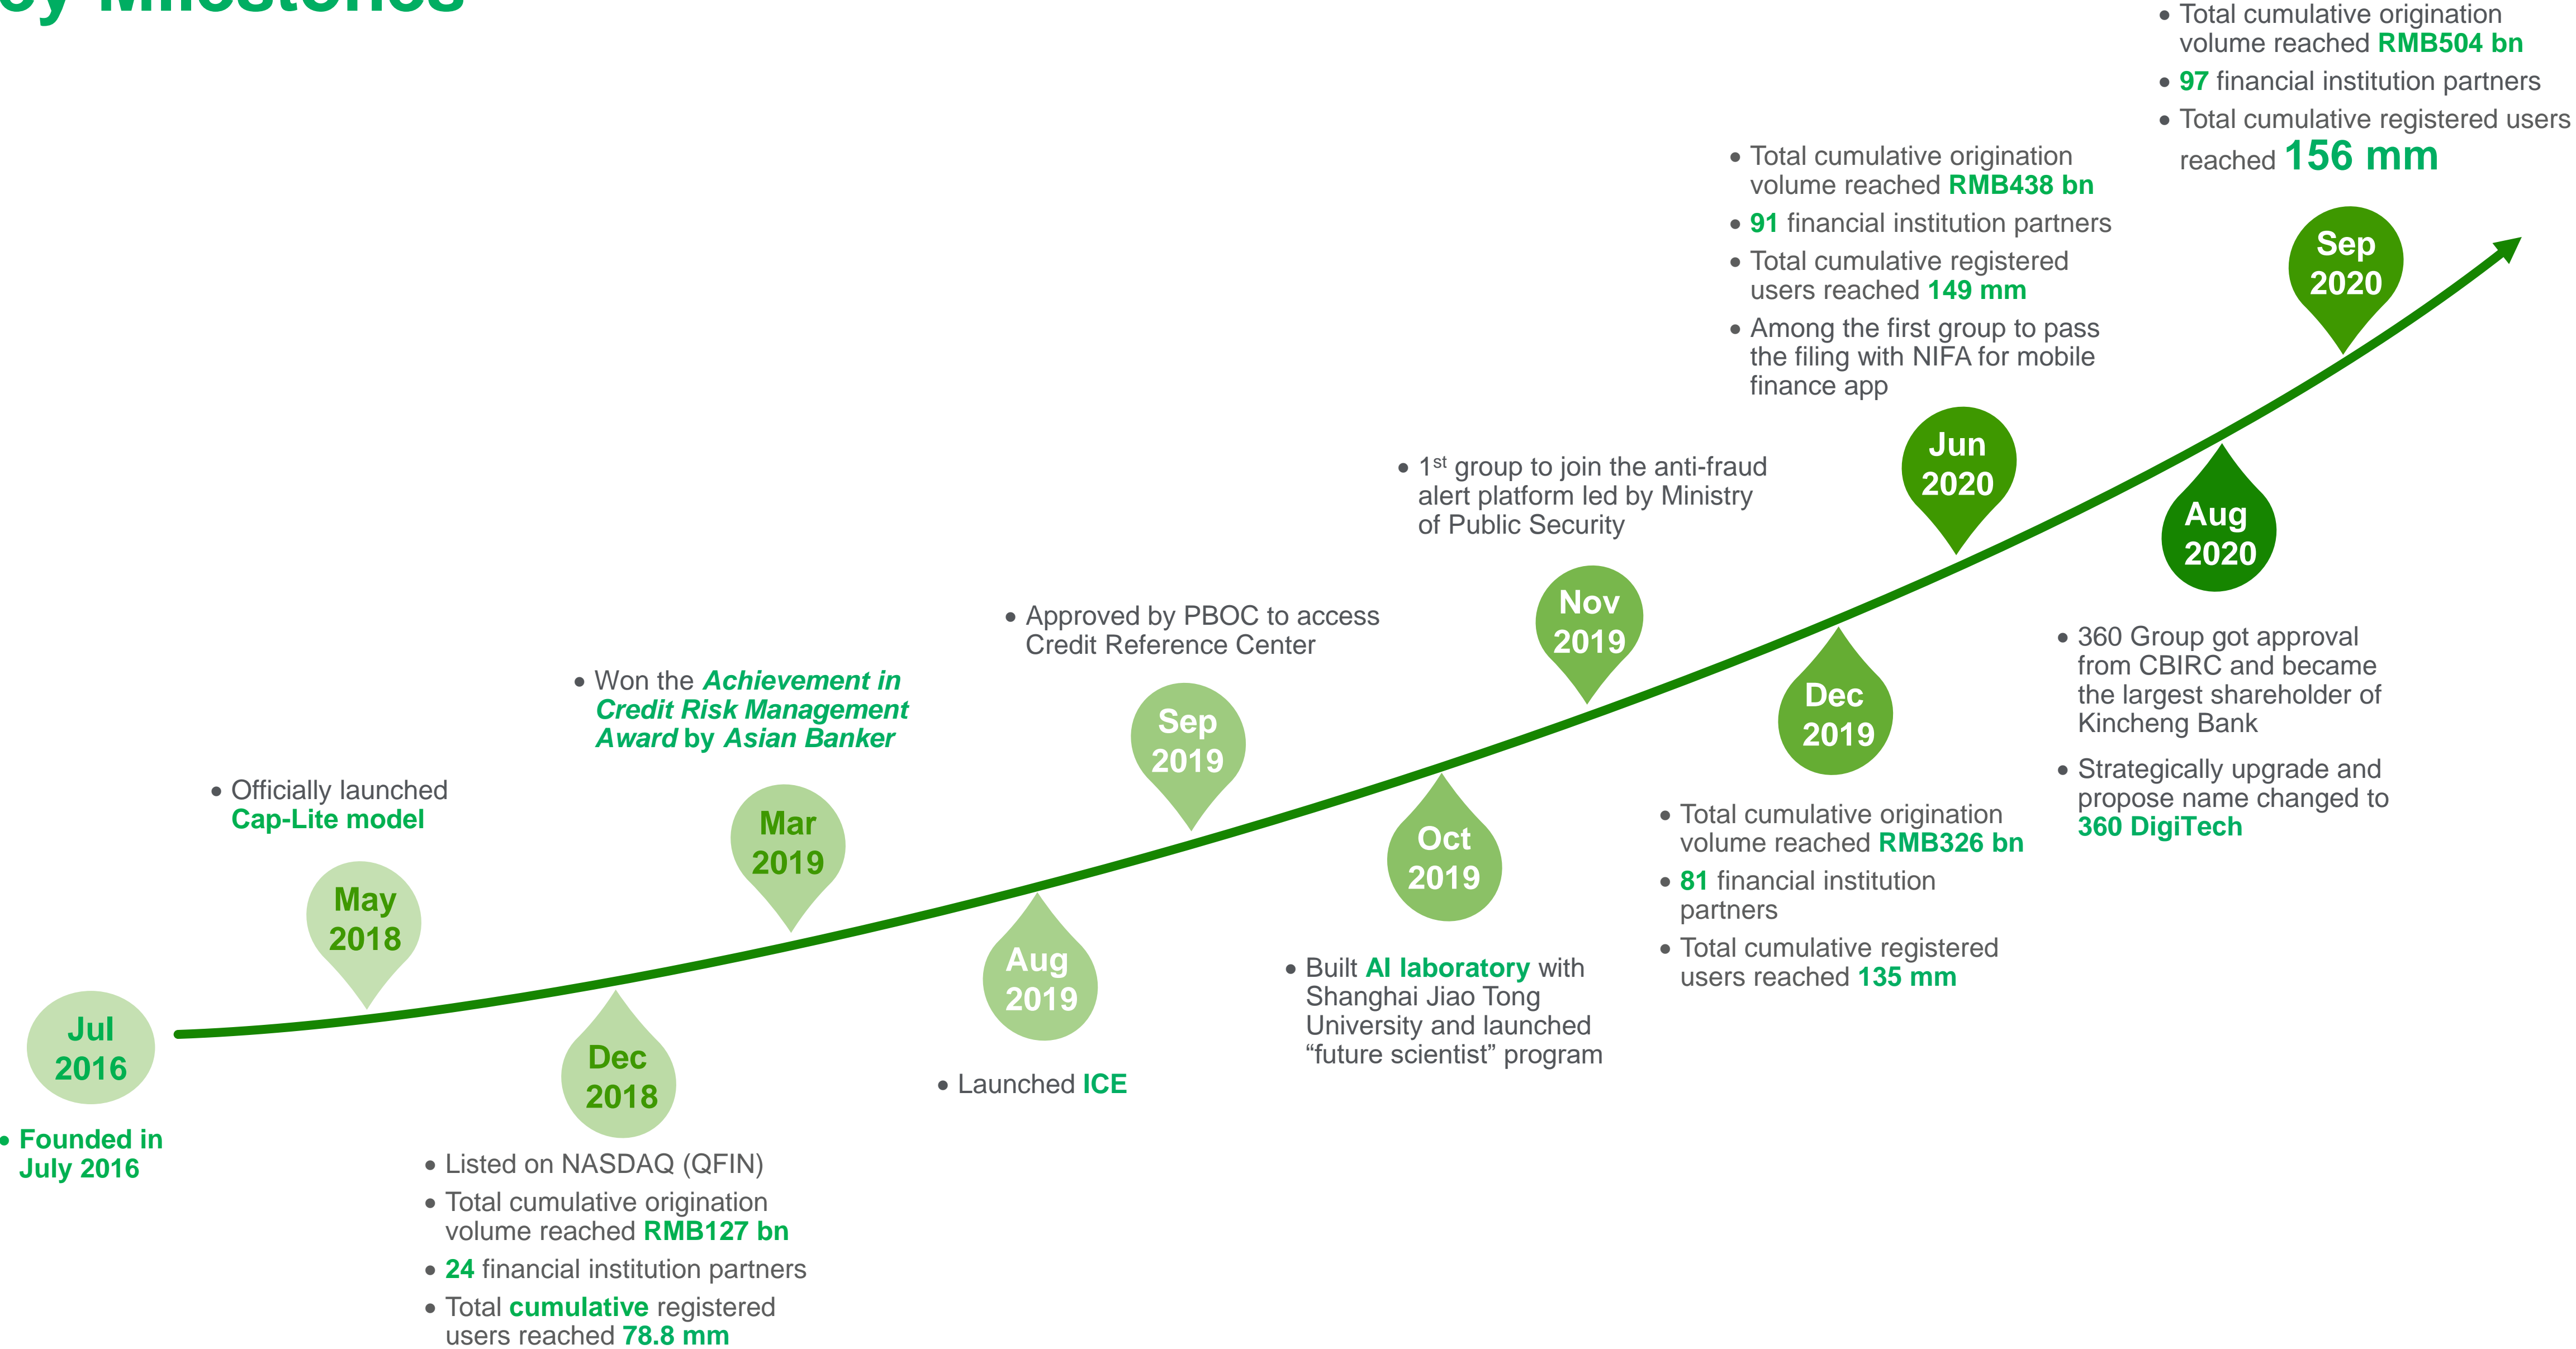 Milestones
Jul
2016
• Founded in
July 2016
• Officially launched
Cap-Lite model
May
2018
Dec
2018
• Listed on NASDAQ (QFIN)
• Total cumulative origination
volume reached RMB127 bn
• 24 financial institution partners
• Total cumulative registered
users reached 78.8 mm
• Won the Achievement in
Credit Risk Management
Award by Asian Banker
Mar
2019
Aug
2019
• Launched ICE
• Approved by PBOC to access
Credit Reference Center
Sep
2019
Oct
2019
• Built AI laboratory with
Shanghai Jiao Tong
University and launched
“future scientist” program
• 1st group to join the anti-fraud
alert platform led by Ministry
of Public Security
Nov
2019
Dec
2019
• Total cumulative origination
volume reached RMB326 bn
• 81 financial institution
partners
• Total cumulative registered
users reached 135 mm
• Total cumulative origination
volume reached RMB438 bn
• 91 financial institution partners
• Total cumulative registered
users reached 149 mm
• Among the first group to pass
the filing with NIFA for mobile
finance app
Jun
2020
Aug
2020
• 360 Group got approval
from CBIRC and became
the largest shareholder of
Kincheng Bank
• Strategically upgrade and
propose name changed to
360 DigiTech
• Total cumulative origination
volume reached RMB504 bn
• 97 financial institution partners
• Total cumulative registered users
reached 156 mm
Sep
2020